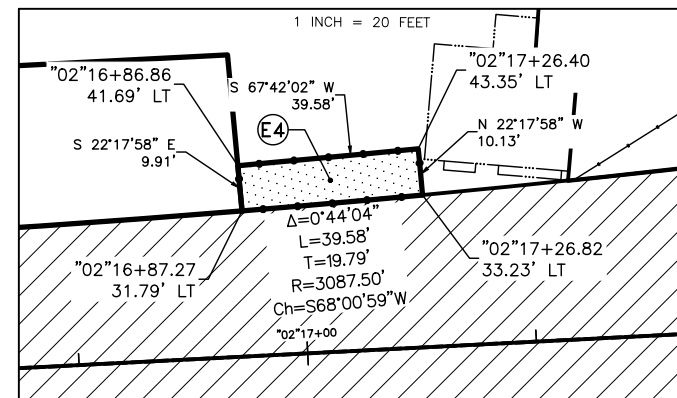 1 INCH = 20 FEET
"02"16+86.86
41.69' LT
S 67°42'02" W
39.58'
"02"17+26.40
43.35' LT
E4
S 22°17'58" E
9.91'
N 22°17'58" W
10.13'
Δ=0°44'04"
L=39.58'
T=19.79'
R=3087.50'
Ch=S68°00'59"W
"02"16+87.27
31.79' LT
"02"17+26.82
33.23' LT
"02"17+00